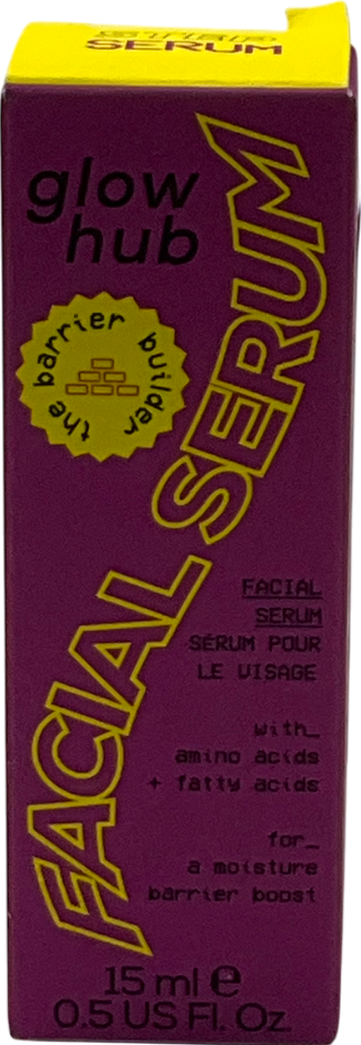 SERUM
glow
hub
the barrier builder
FACIAL SERUM
FACIAL
SERUM
SÉRUM POUR
LE VISAGE
with_
amino acids
+ fatty acids
for_
a moisture
barrier boost
15 ml e
0.5 US Fl. Oz.